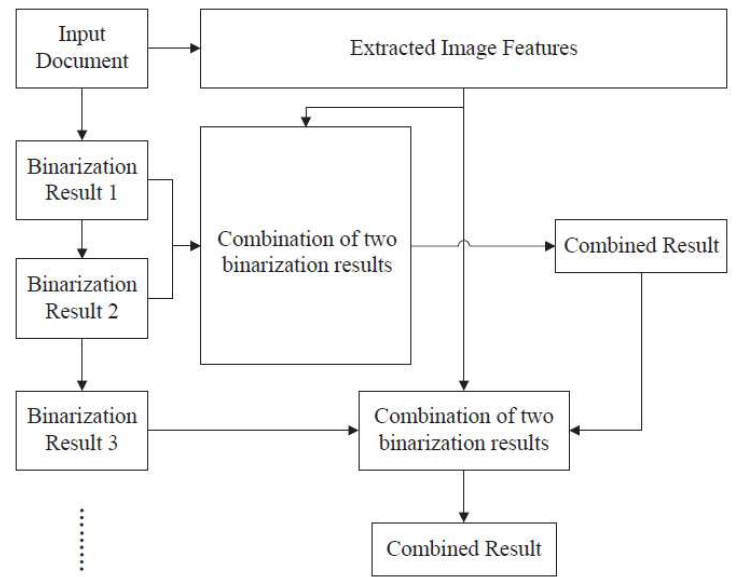 Input
Document
Extracted Image Features
Binarization
Result 1
Combination of two
binarization results
Combined Result
Binarization
Result 2
Binarization
Result 3
Combination of two
binarization results
Combined Result